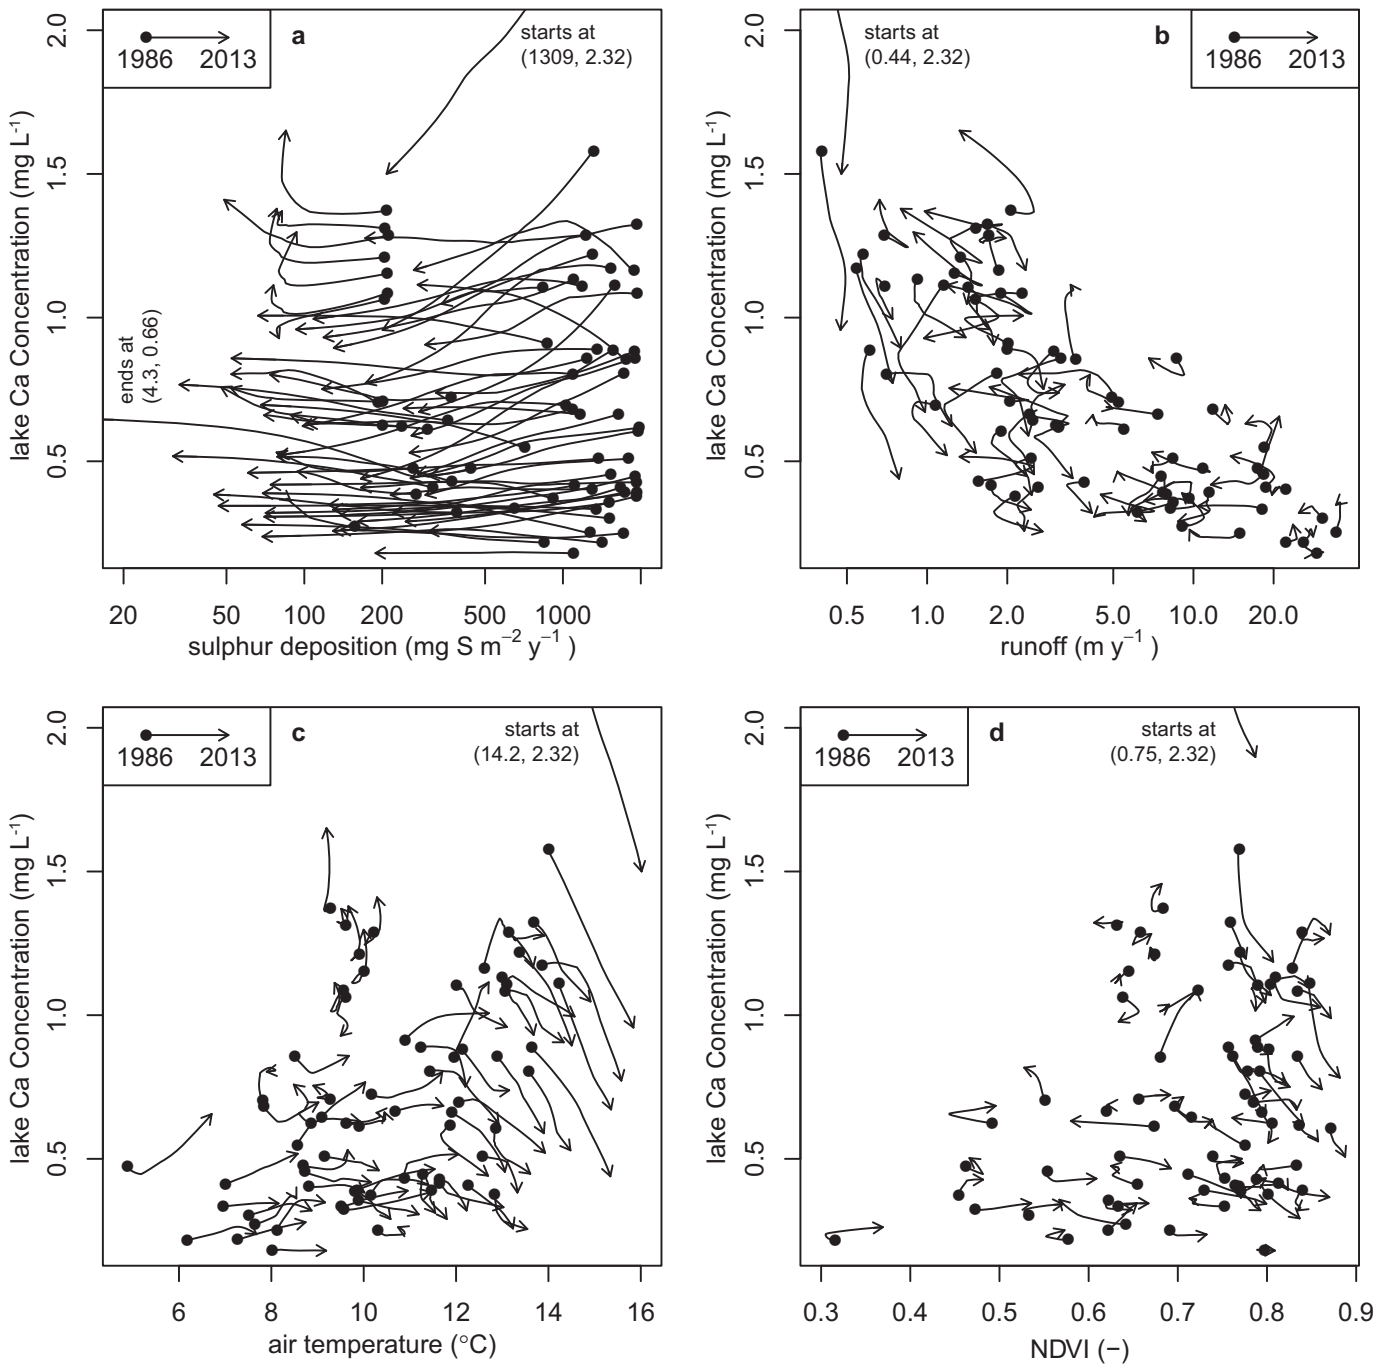 a
1986 2013
starts at
(1309, 2.32)
ends at
(4.3, 0.66)
lake Ca Concentration (mg L⁻¹)
2.0
1.5
1.0
0.5
20 50 100 200 500 1000
sulphur deposition (mg S m⁻² y⁻¹ )
b
1986 2013
starts at
(0.44, 2.32)
lake Ca Concentration (mg L⁻¹)
2.0
1.5
1.0
0.5
0.5 1.0 2.0 5.0 10.0 20.0
runoff (m y⁻¹ )
c
1986 2013
starts at
(14.2, 2.32)
lake Ca Concentration (mg L⁻¹)
2.0
1.5
1.0
0.5
6 8 10 12 14 16
air temperature (°C)
d
1986 2013
starts at
(0.75, 2.32)
lake Ca Concentration (mg L⁻¹)
2.0
1.5
1.0
0.5
0.3 0.4 0.5 0.6 0.7 0.8 0.9
NDVI (−)